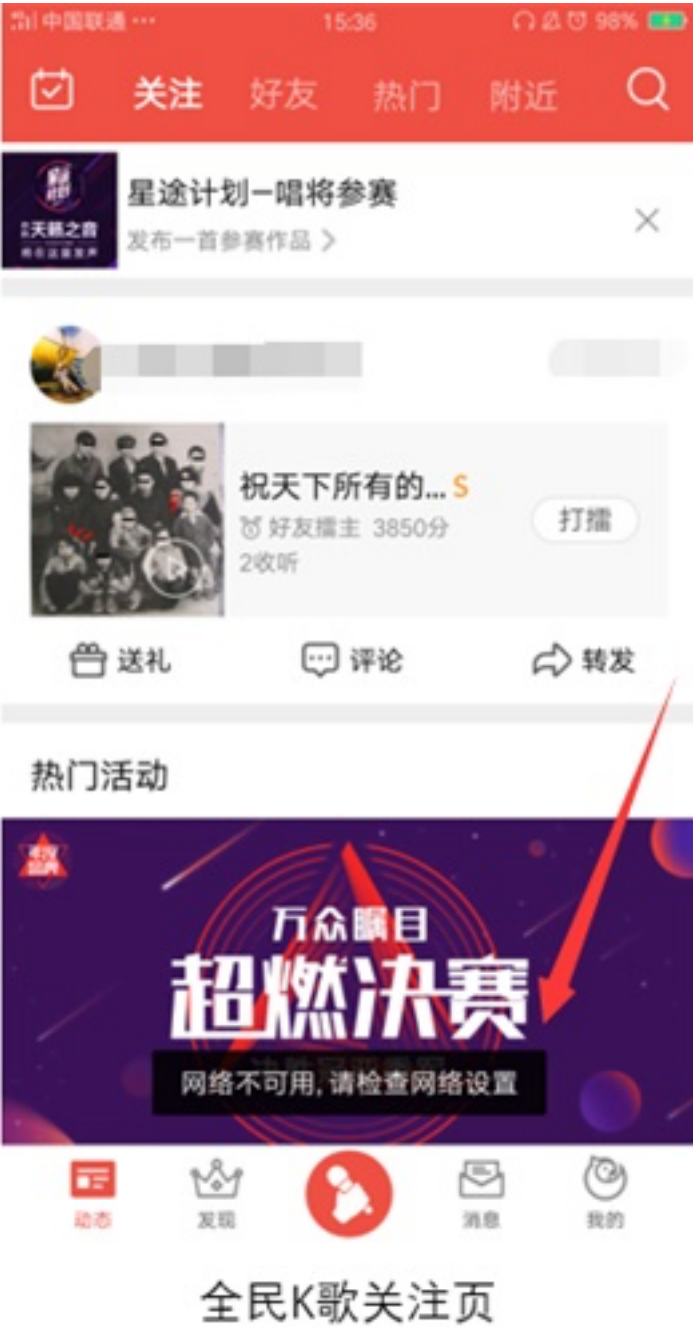 中国联通 ··· 15:36 98%
关注 好友 热门 附近
天籁之音
星途计划—唱将参赛
发布一首参赛作品 >
祝天下所有的... S
好友擂主 3850分
打擂
2收听
送礼 评论 转发
热门活动
万众瞩目
超燃决赛
网络不可用, 请检查网络设置
动态 发现 消息 我的
全民K歌关注页